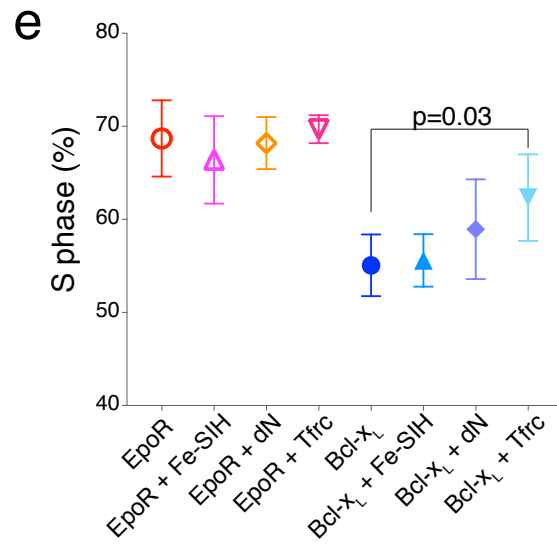 e
S phase (%)
80
70
60
50
40
p=0.03
EpoR
EpoR + Fe-SIH
EpoR + dN
EpoR + Tfrc
Bcl-xL
Bcl-xL + Fe-SIH
Bcl-xL + dN
Bcl-xL + Tfrc